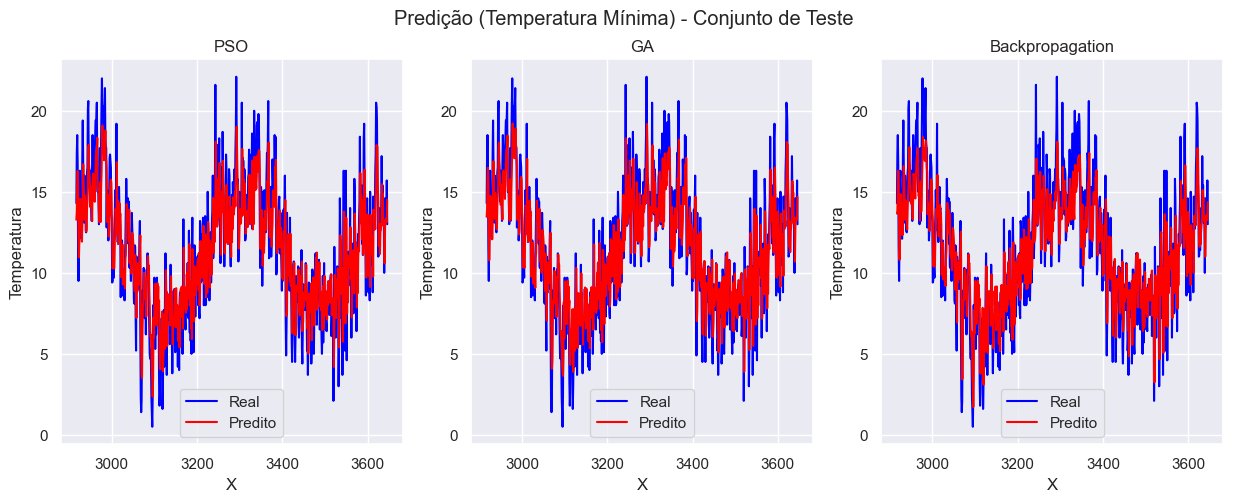 Predição (Temperatura Mínima) - Conjunto de Teste
PSO
Temperatura
20
15
10
5
0
3000 3200 3400 3600
X
Real
Predito
GA
Temperatura
20
15
10
5
0
3000 3200 3400 3600
X
Real
Predito
Backpropagation
Temperatura
20
15
10
5
0
3000 3200 3400 3600
X
Real
Predito